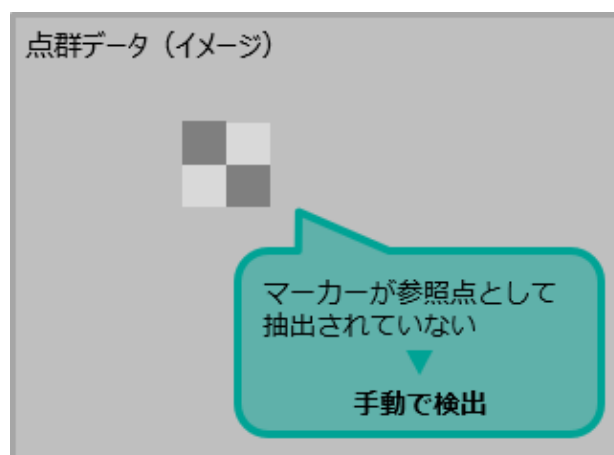 点群データ（イメージ）
マーカーが参照点として
抽出されていない
▼
手動で検出